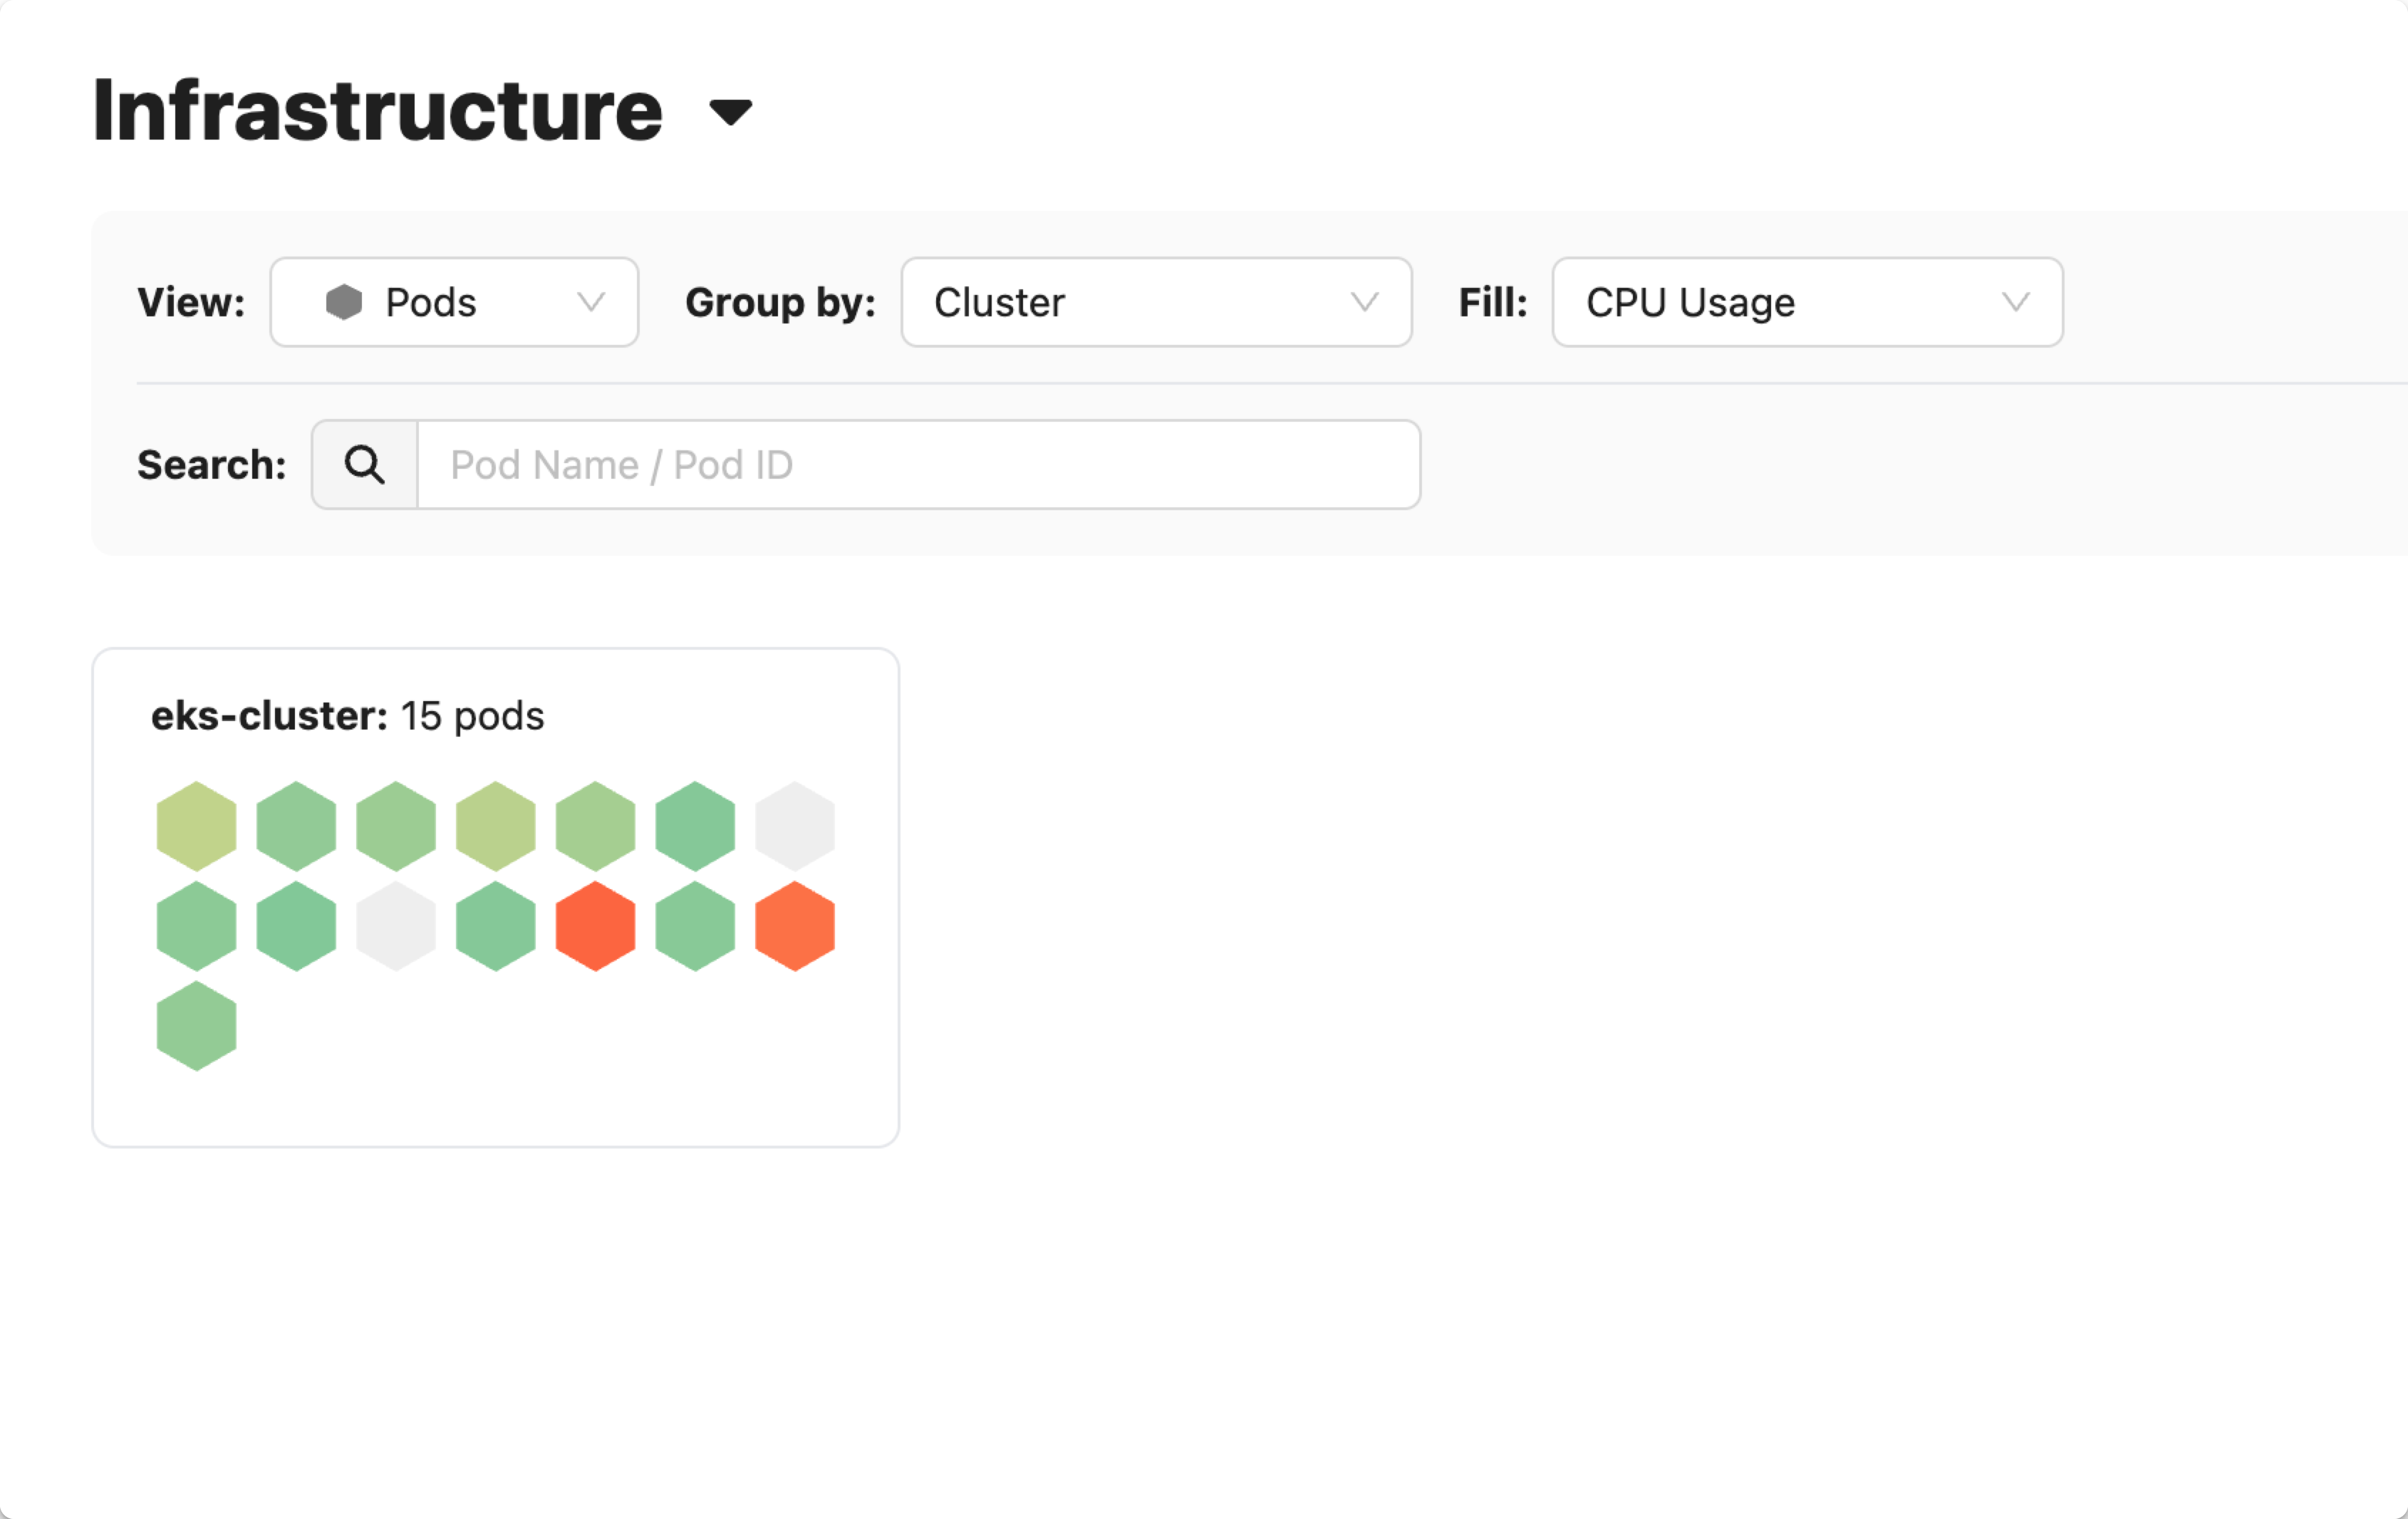 Infrastructure
View: Pods Group by: Cluster Fill: CPU Usage
Search: Pod Name / Pod ID
eks-cluster: 15 pods